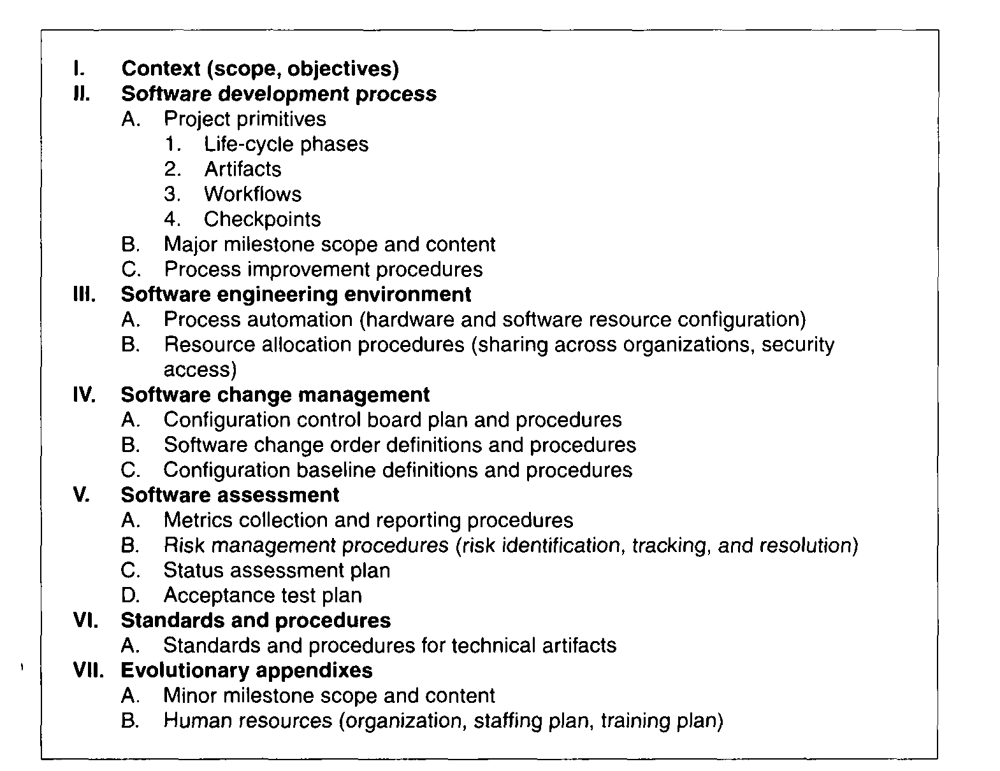 I. Context (scope, objectives)
II. Software development process
A. Project primitives
1. Life-cycle phases
2. Artifacts
3. Workflows
4. Checkpoints
B. Major milestone scope and content
C. Process improvement procedures
III. Software engineering environment
A. Process automation (hardware and software resource configuration)
B. Resource allocation procedures (sharing across organizations, security
access)
IV. Software change management
A. Configuration control board plan and procedures
B. Software change order definitions and procedures
C. Configuration baseline definitions and procedures
V. Software assessment
A. Metrics collection and reporting procedures
B. Risk management procedures (risk identification, tracking, and resolution)
C. Status assessment plan
D. Acceptance test plan
VI. Standards and procedures
A. Standards and procedures for technical artifacts
VII. Evolutionary appendixes
A. Minor milestone scope and content
B. Human resources (organization, staffing plan, training plan)